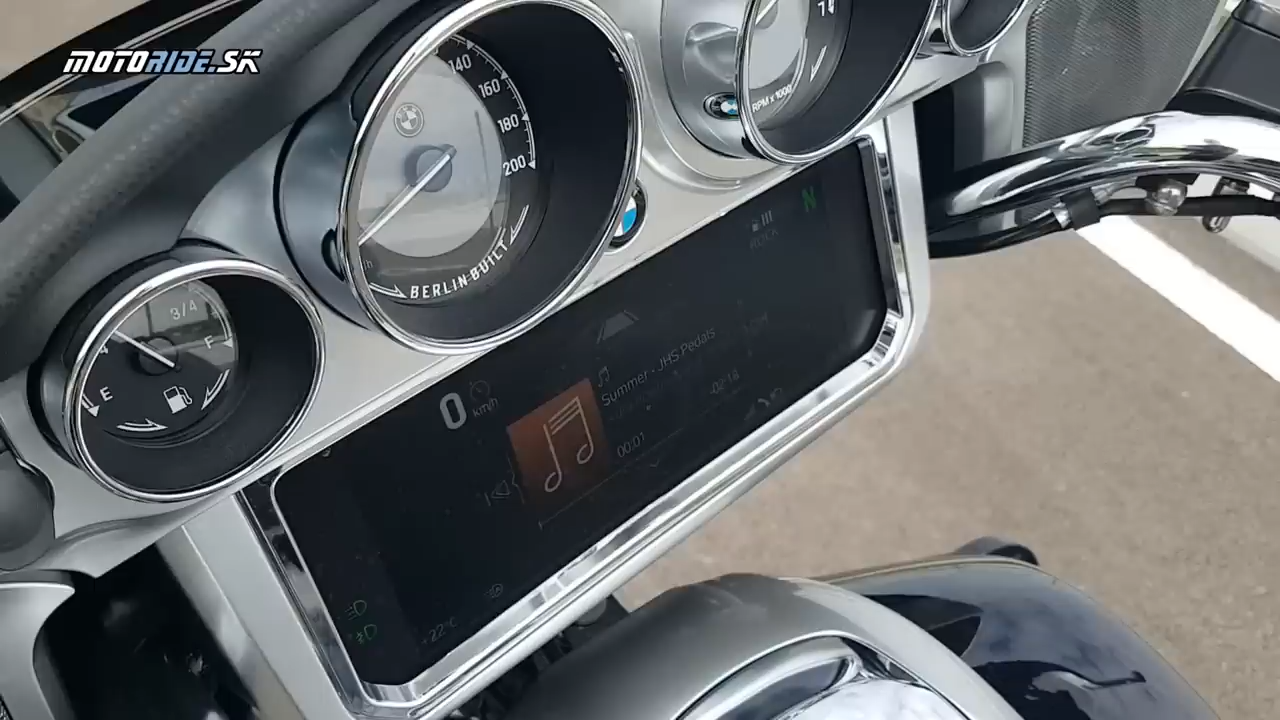 MOTORIDE.SK
140
160
180
200
BERLIN BUILT
RPM x 1000
3/4
F
E
N
ROCK
0
km/h
Summer - JHS Pedals
00:01
-02:18
+22°C